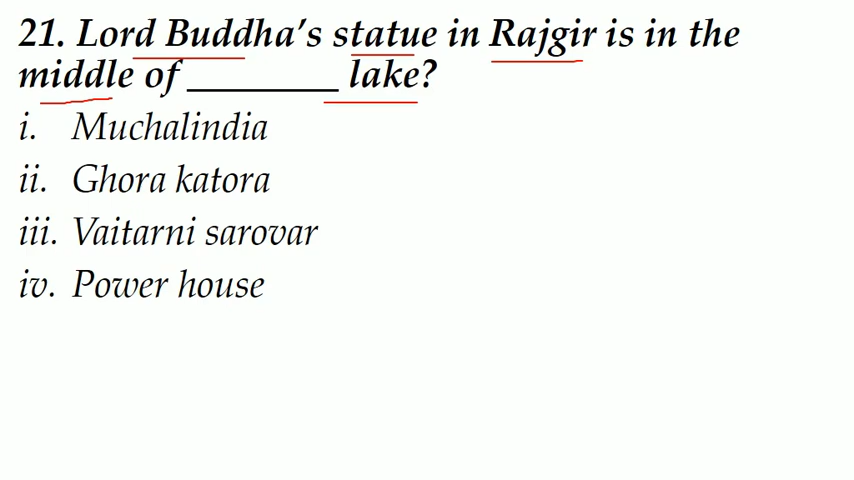 21. Lord Buddha's statue in Rajgir is in the
middle of ________ lake?
i. Muchalindia
ii. Ghora katora
iii. Vaitarni sarovar
iv. Power house